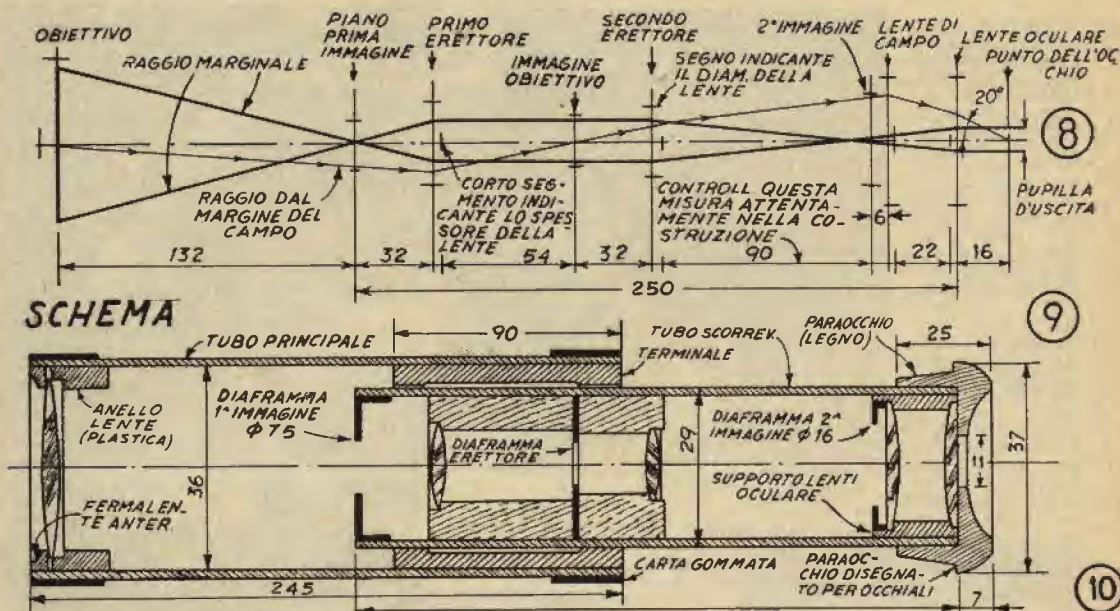 OBIETTIVO
RAGGIO MARGINALE
PIANO
PRIMA
IMMAGINE
PRIMO
ERETTORE
IMMAGINE
OBIETTIVO
SECONDO
ERETTORE
SEGNO INDICANTE
IL DIAM. DELLA
LENTE
2ª IMMAGINE
LENTE DI
CAMPO
LENTE OCULARE
PUNTO DELL'OC
CHIO
20°
8
RAGGIO DAL
MARGINE DEL
CAMPO
CORTO SEG-
MENTO INDI-
CANTE LO SPES
SORE DELLA
LENTE
CONTROLL QUESTA
MISURA ATTENTA-
MENTE NELLA CO-
STRUZIONE
PUPILLA
D'USCITA
132
32
54
32
90
6
22
16
250
SCHEMA
9
TUBO PRINCIPALE
90
TUBO SCORREV.
TERMINALE
PARAOCCHIO
(LEGNO)
25
ANELLO
LENTE
(PLASTICA)
DIAFRAMMA
1ª IMMAGINE
φ 75
DIAFRAMMA
ERETTORE
DIAFRAMMA 2ª
IMMAGINE φ 16
36
29
11
37
FERMALEN-
TE ANTER.
SUPPORTO LENTI
OCULARE
CARTA GOMMATA
PARAOC-
CHIO DISEGNA-
TO PER OCCHIALI
245
7
10